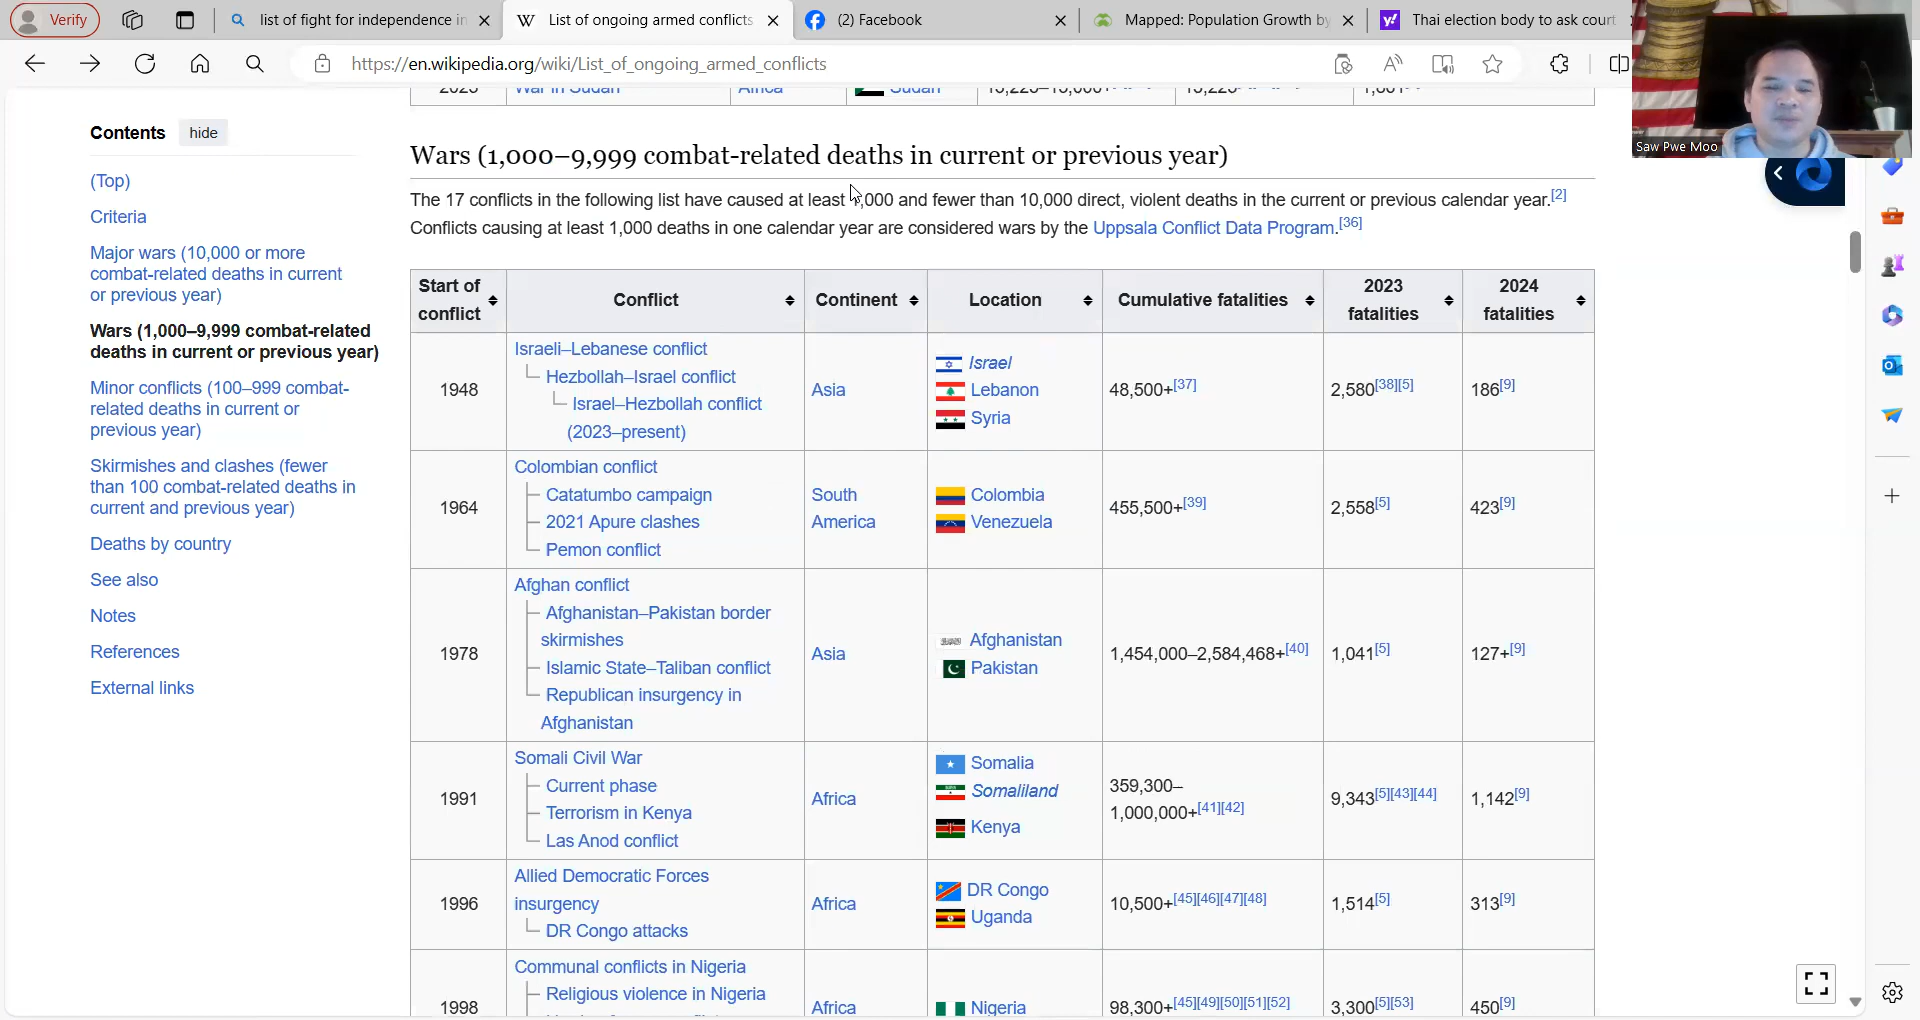 Verify
list of fight for independence in
List of ongoing armed conflicts
(2) Facebook
Mapped: Population Growth by
Thai election body to ask court
https://en.wikipedia.org/wiki/List_of_ongoing_armed_conflicts
Saw Pwe Moo
Contents
hide
(Top)
Criteria
Major wars (10,000 or more
combat-related deaths in current
or previous year)
Wars (1,000–9,999 combat-related
deaths in current or previous year)
Minor conflicts (100–999 combat-
related deaths in current or
previous year)
Skirmishes and clashes (fewer
than 100 combat-related deaths in
current and previous year)
Deaths by country
See also
Notes
References
External links
2023 War in Sudan Africa Sudan
Wars (1,000–9,999 combat-related deaths in current or previous year)
The 17 conflicts in the following list have caused at least 1,000 and fewer than 10,000 direct, violent deaths in the current or previous calendar year.[2]
Conflicts causing at least 1,000 deaths in one calendar year are considered wars by the Uppsala Conflict Data Program.[36]
Start of
conflict
Conflict
Continent
Location
Cumulative fatalities
2023
fatalities
2024
fatalities
1948
Israeli–Lebanese conflict
Hezbollah–Israel conflict
Israel–Hezbollah conflict
(2023–present)
Asia
Israel
Lebanon
Syria
48,500+[37]
2,580[38][5]
186[9]
1964
Colombian conflict
Catatumbo campaign
2021 Apure clashes
Pemon conflict
South
America
Colombia
Venezuela
455,500+[39]
2,558[5]
423[9]
1978
Afghan conflict
Afghanistan–Pakistan border
skirmishes
Islamic State–Taliban conflict
Republican insurgency in
Afghanistan
Asia
Afghanistan
Pakistan
1,454,000–2,584,468+[40]
1,041[5]
127+[9]
1991
Somali Civil War
Current phase
Terrorism in Kenya
Las Anod conflict
Africa
Somalia
Somaliland
Kenya
359,300–
1,000,000+[41][42]
9,343[5][43][44]
1,142[9]
1996
Allied Democratic Forces
insurgency
DR Congo attacks
Africa
DR Congo
Uganda
10,500+[45][46][47][48]
1,514[5]
313[9]
1998
Communal conflicts in Nigeria
Religious violence in Nigeria
Africa
Nigeria
98,300+[45][49][50][51][52]
3,300[5][53]
450[9]